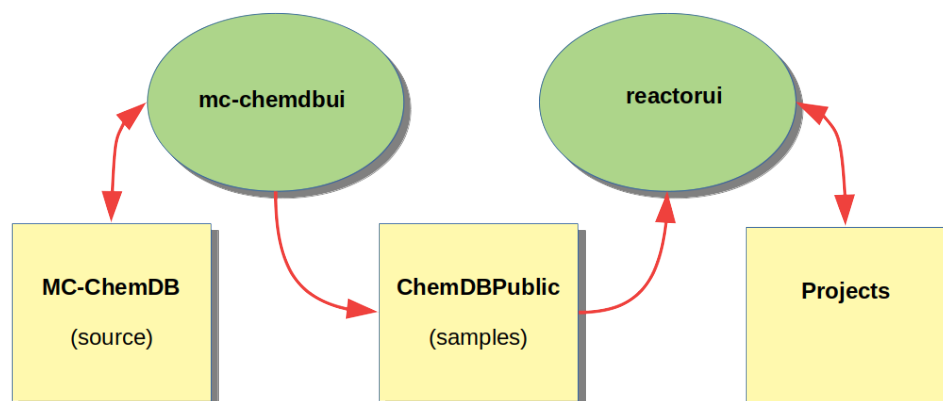 mc-chemdbui
reactorui
MC-ChemDB
(source)
ChemDBPublic
(samples)
Projects